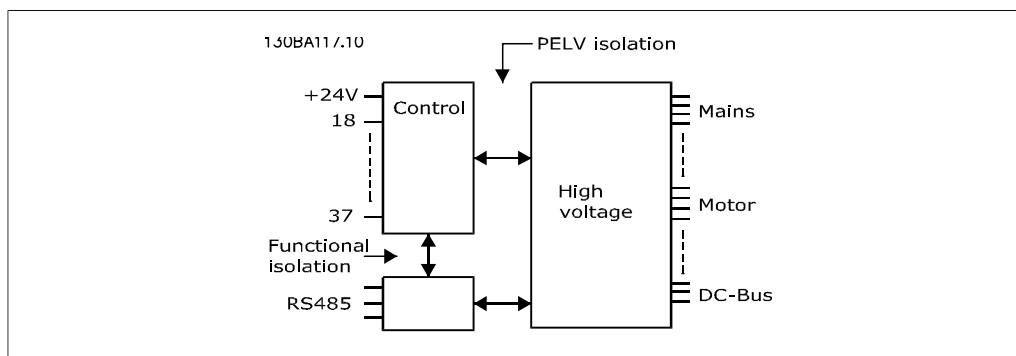 130BA117.10
PELV isolation
+24V
Control
18
37
Functional
isolation
RS485
High
voltage
Mains
Motor
DC-Bus